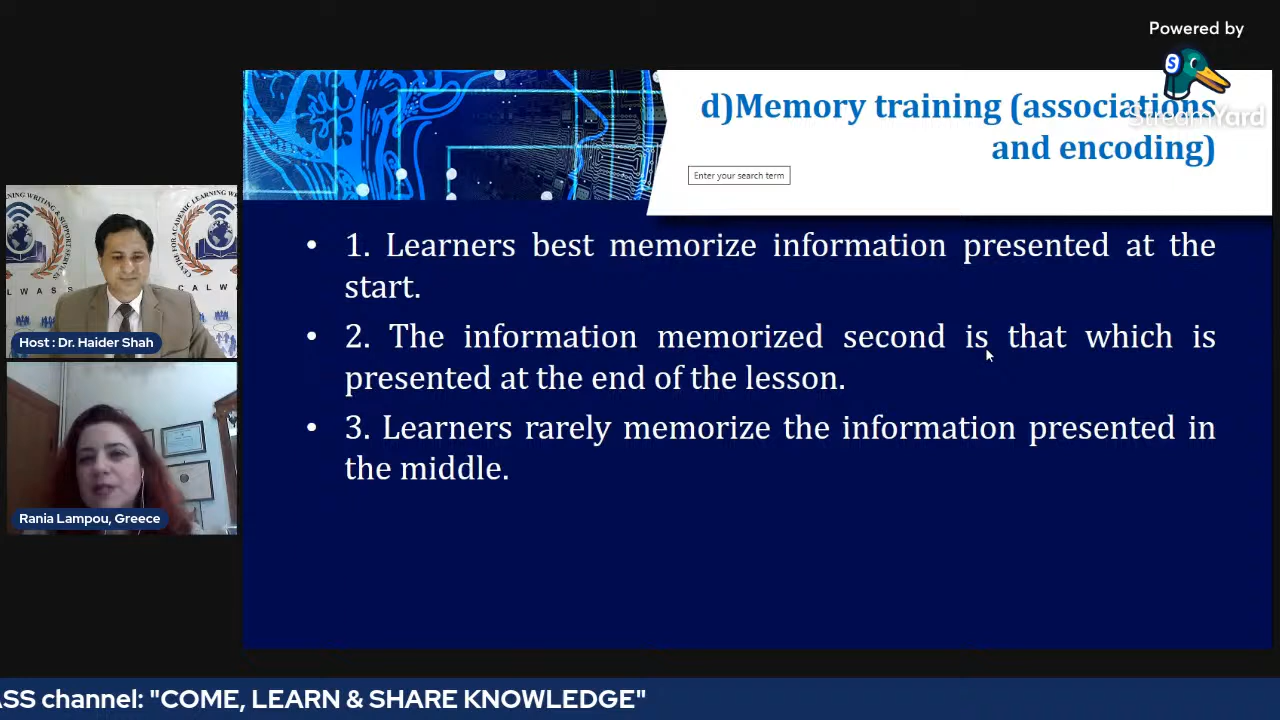 Powered by
StreamYard
d)Memory training (associations
and encoding)
Enter your search term
• 1. Learners best memorize information presented at the
start.
• 2. The information memorized second is that which is
presented at the end of the lesson.
• 3. Learners rarely memorize the information presented in
the middle.
CALWASS
Host : Dr. Haider Shah
Rania Lampou, Greece
ASS channel: "COME, LEARN & SHARE KNOWLEDGE"